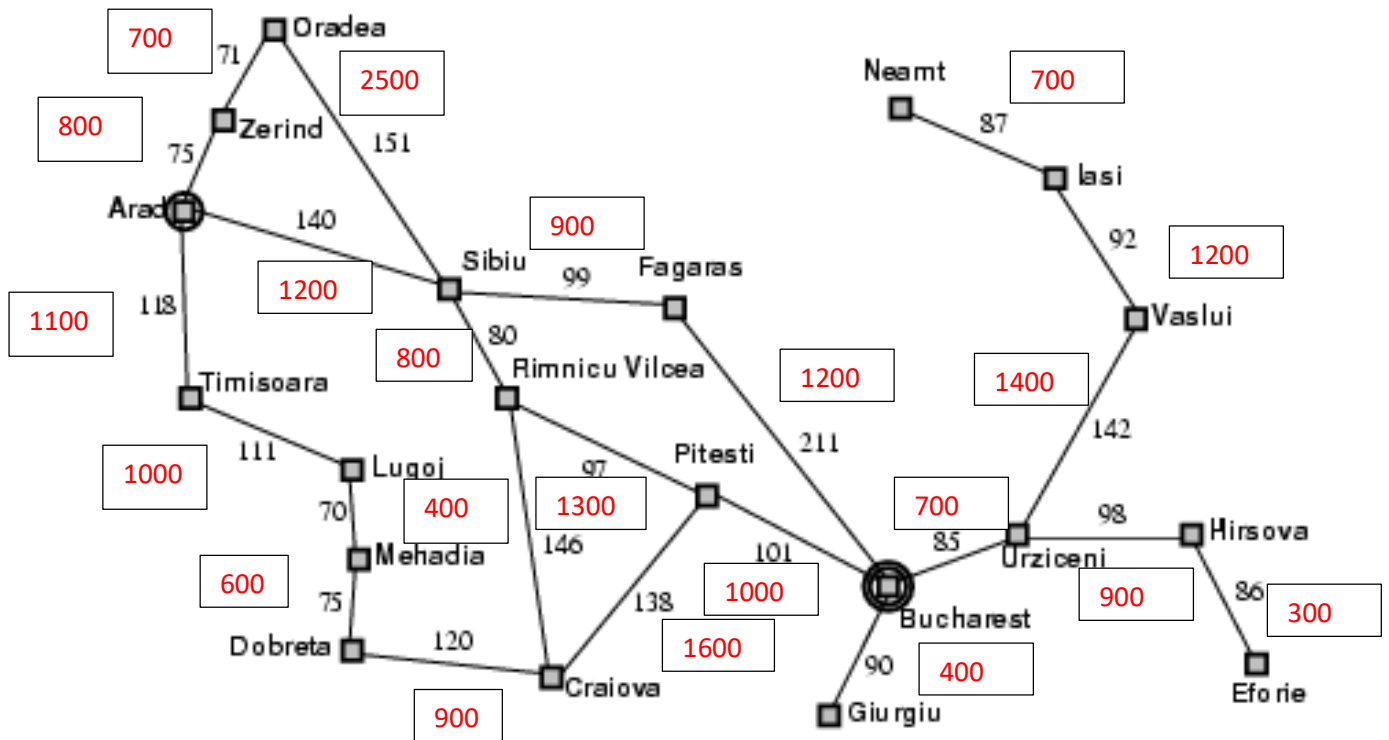 Oradea
700
71
2500
Neamt
700
87
800
Zerind
151
75
Iasi
Arad
140
900
92
1200
Sibiu
Fagaras
99
1200
1100
118
80
Vaslui
800
Rimnicu Vilcea
1200
1400
Timisoara
142
211
111
Pitesti
1000
Lugoj
97
400
1300
700
70
98
Hirsova
146
101
85
Mehadia
Urziceni
600
75
138
1000
900
86
300
Bucharest
Dobreta
120
1600
90
400
Craiova
Eforie
900
Giurgiu